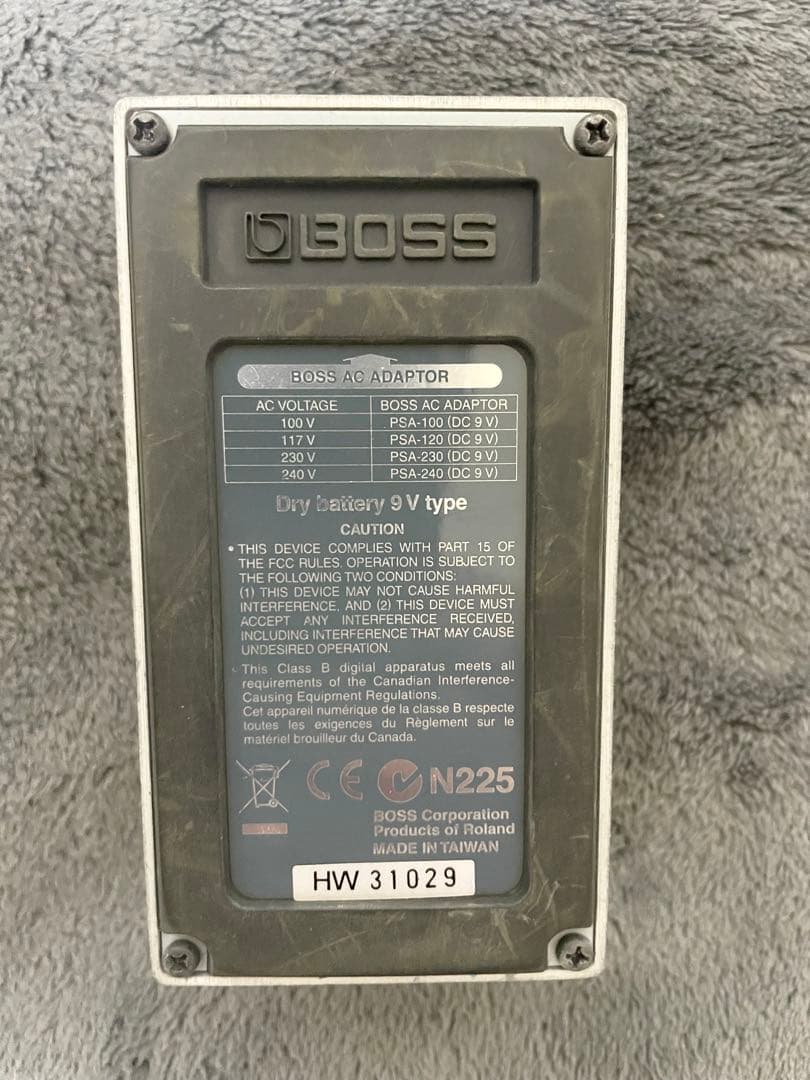 BOSS
BOSS AC ADAPTOR
AC VOLTAGE BOSS AC ADAPTOR
100 V PSA-100 (DC 9 V)
117 V PSA-120 (DC 9 V)
230 V PSA-230 (DC 9 V)
240 V PSA-240 (DC 9 V)
Dry battery 9 V type
CAUTION
• THIS DEVICE COMPLIES WITH PART 15 OF
THE FCC RULES. OPERATION IS SUBJECT TO
THE FOLLOWING TWO CONDITIONS:
(1) THIS DEVICE MAY NOT CAUSE HARMFUL
INTERFERENCE, AND (2) THIS DEVICE MUST
ACCEPT ANY INTERFERENCE RECEIVED,
INCLUDING INTERFERENCE THAT MAY CAUSE
UNDESIRED OPERATION.
• This Class B digital apparatus meets all
requirements of the Canadian Interference-
Causing Equipment Regulations.
Cet appareil numérique de la classe B respecte
toutes les exigences du Règlement sur le
matériel brouilleur du Canada.
CE N225
BOSS Corporation
Products of Roland
MADE IN TAIWAN
HW 31029